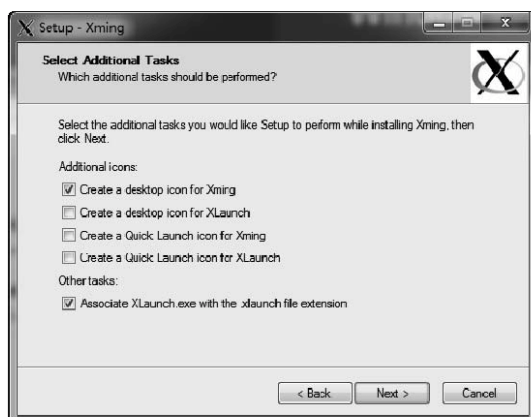 Setup - Xming
Select Additional Tasks
Which additional tasks should be performed?
Select the additional tasks you would like Setup to perform while installing Xming, then
click Next.
Additional icons:
Create a desktop icon for Xming
Create a desktop icon for XLaunch
Create a Quick Launch icon for Xming
Create a Quick Launch icon for XLaunch
Other tasks:
Associate XLaunch.exe with the .xlaunch file extension
< Back
Next >
Cancel